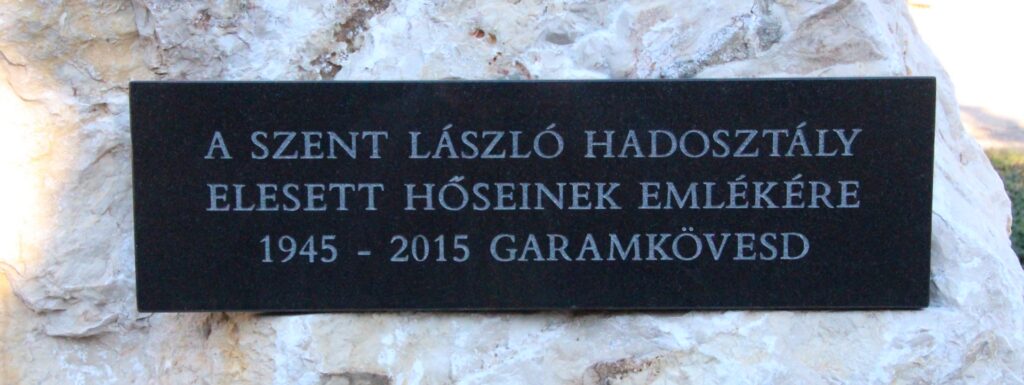 A SZENT LÁSZLÓ HADOSZTÁLY
ELESETT HŐSEINEK EMLÉKÉRE
1945 - 2015 GARAMKÖVESD